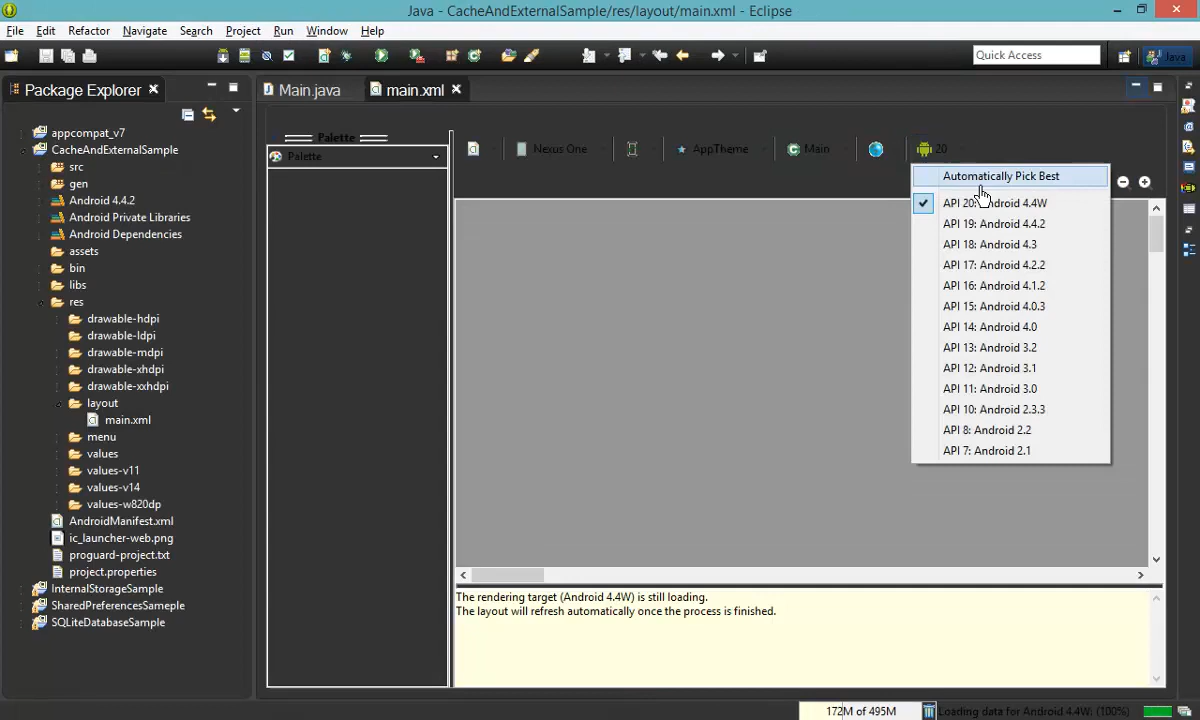 Java - CacheAndExternalSample/res/layout/main.xml - Eclipse
File Edit Refactor Navigate Search Project Run Window Help
Quick Access
Java
Package Explorer
Main.java
main.xml
Palette
Palette
Nexus One
AppTheme
Main
20
appcompat_v7
CacheAndExternalSample
src
gen
Android 4.4.2
Android Private Libraries
Android Dependencies
assets
bin
libs
res
drawable-hdpi
drawable-ldpi
drawable-mdpi
drawable-xhdpi
drawable-xxhdpi
layout
main.xml
menu
values
values-v11
values-v14
values-w820dp
AndroidManifest.xml
ic_launcher-web.png
proguard-project.txt
project.properties
InternalStorageSample
SharedPreferencesSameple
SQLiteDatabaseSample
Automatically Pick Best
API 20: Android 4.4W
API 19: Android 4.4.2
API 18: Android 4.3
API 17: Android 4.2.2
API 16: Android 4.1.2
API 15: Android 4.0.3
API 14: Android 4.0
API 13: Android 3.2
API 12: Android 3.1
API 11: Android 3.0
API 10: Android 2.3.3
API 8: Android 2.2
API 7: Android 2.1
The rendering target (Android 4.4W) is still loading.
The layout will refresh automatically once the process is finished.
172M of 495M
Loading data for Android 4.4W: (100%)